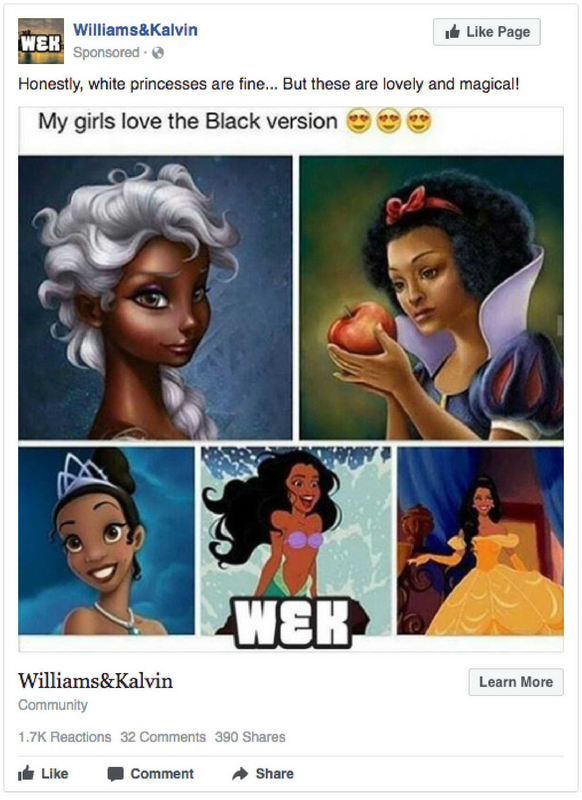 W&K
Williams&Kalvin
Sponsored ·
Like Page
Honestly, white princesses are fine... But these are lovely and magical!
My girls love the Black version 😍😍😍
W&K
Williams&Kalvin
Learn More
Community
1.7K Reactions 32 Comments 390 Shares
Like Comment Share